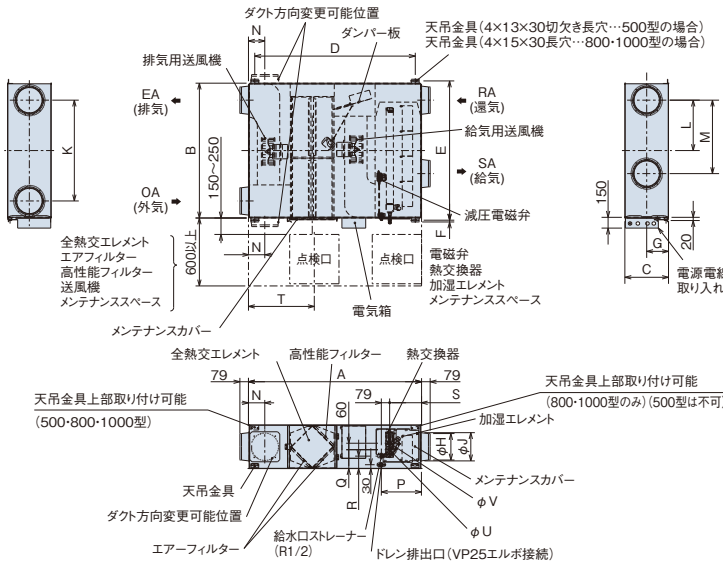 ダクト方向変更可能位置
N
D
ダンパー板
天吊金具(4×13×30切欠き長穴…500型の場合)
天吊金具(4×15×30長穴…800・1000型の場合)
排気用送風機
EA
(排気)
RA
(還気)
給気用送風機
K
B
E
L
M
SA
(給気)
OA
(外気)
150~250
減圧電磁弁
F
150
20
G
C
電源電線
取り入れ
600以上
全熱交エレメント
エアフィルター
高性能フィルター
送風機
メンテナンススペース
N
点検口
点検口
T
電磁弁
熱交換器
加湿エレメント
メンテナンススペース
電気箱
メンテナンスカバー
全熱交エレメント
高性能フィルター
熱交換器
79
A
79
天吊金具上部取り付け可能
(500・800・1000型)
N
60
79
S
天吊金具上部取り付け可能
(800・1000型のみ)(500型は不可)
加湿エレメント
φH
φJ
メンテナンスカバー
天吊金具
Q
R
30
P
φV
ダクト方向変更可能位置
φU
エアーフィルター
給水口ストレーナー
(R1/2)
ドレン排出口(VP25エルボ接続)